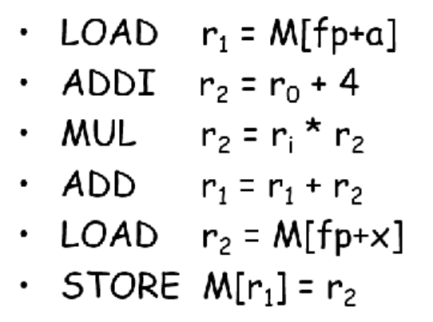 • LOAD r₁ = M[fp+a]
• ADDI r₂ = r₀ + 4
• MUL r₂ = rᵢ * r₂
• ADD r₁ = r₁ + r₂
• LOAD r₂ = M[fp+x]
• STORE M[r₁] = r₂